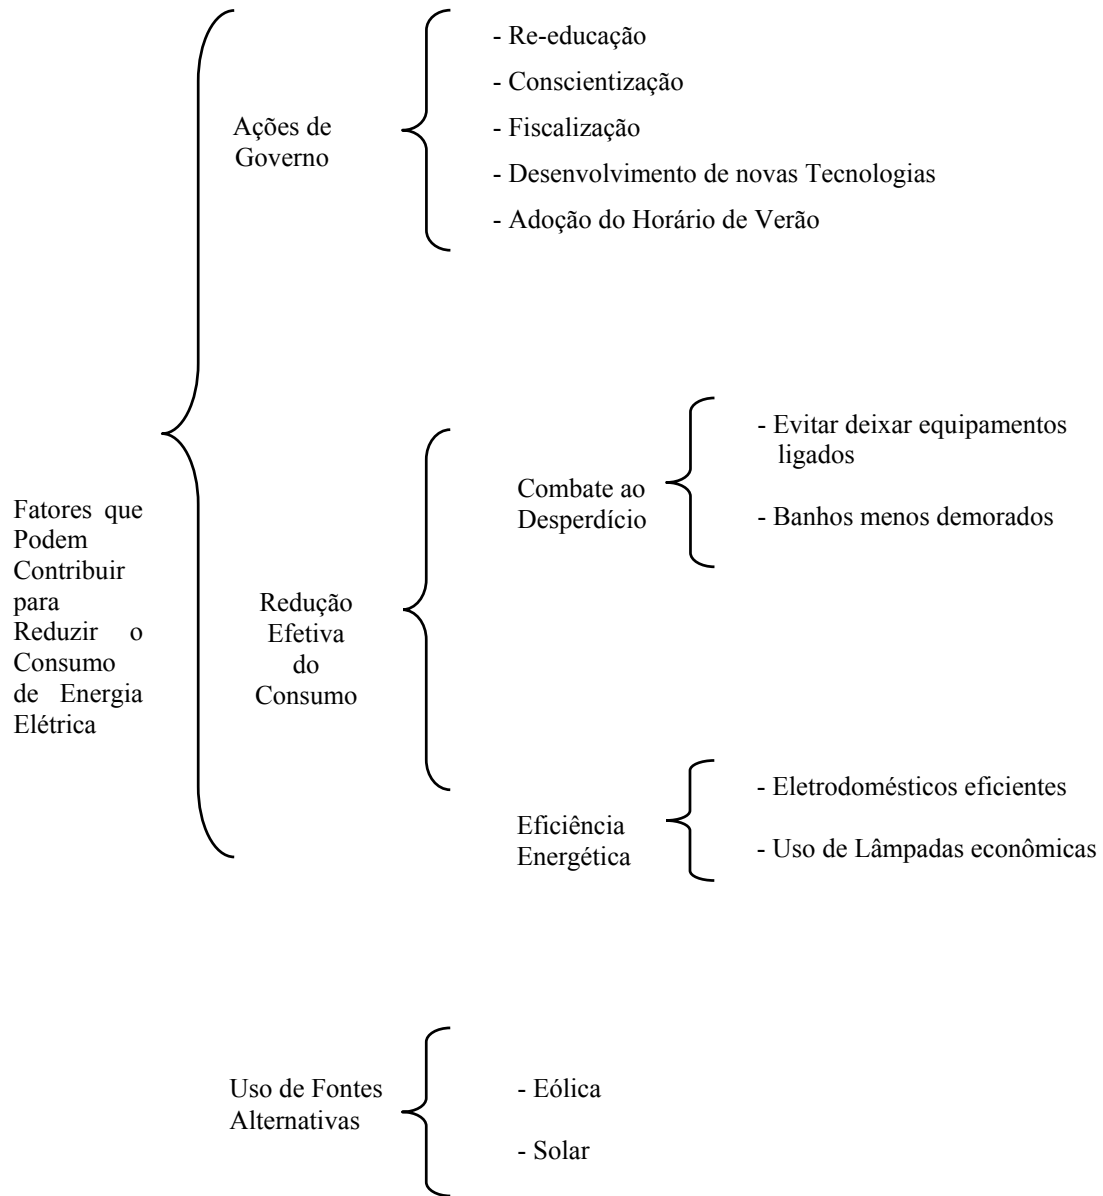 Fatores que
Podem
Contribuir
para
Reduzir o
Consumo
de Energia
Elétrica
Ações de
Governo
- Re-educação
- Conscientização
- Fiscalização
- Desenvolvimento de novas Tecnologias
- Adoção do Horário de Verão
Redução
Efetiva
do
Consumo
Combate ao
Desperdício
- Evitar deixar equipamentos
ligados
- Banhos menos demorados
Eficiência
Energética
- Eletrodomésticos eficientes
- Uso de Lâmpadas econômicas
Uso de Fontes
Alternativas
- Eólica
- Solar